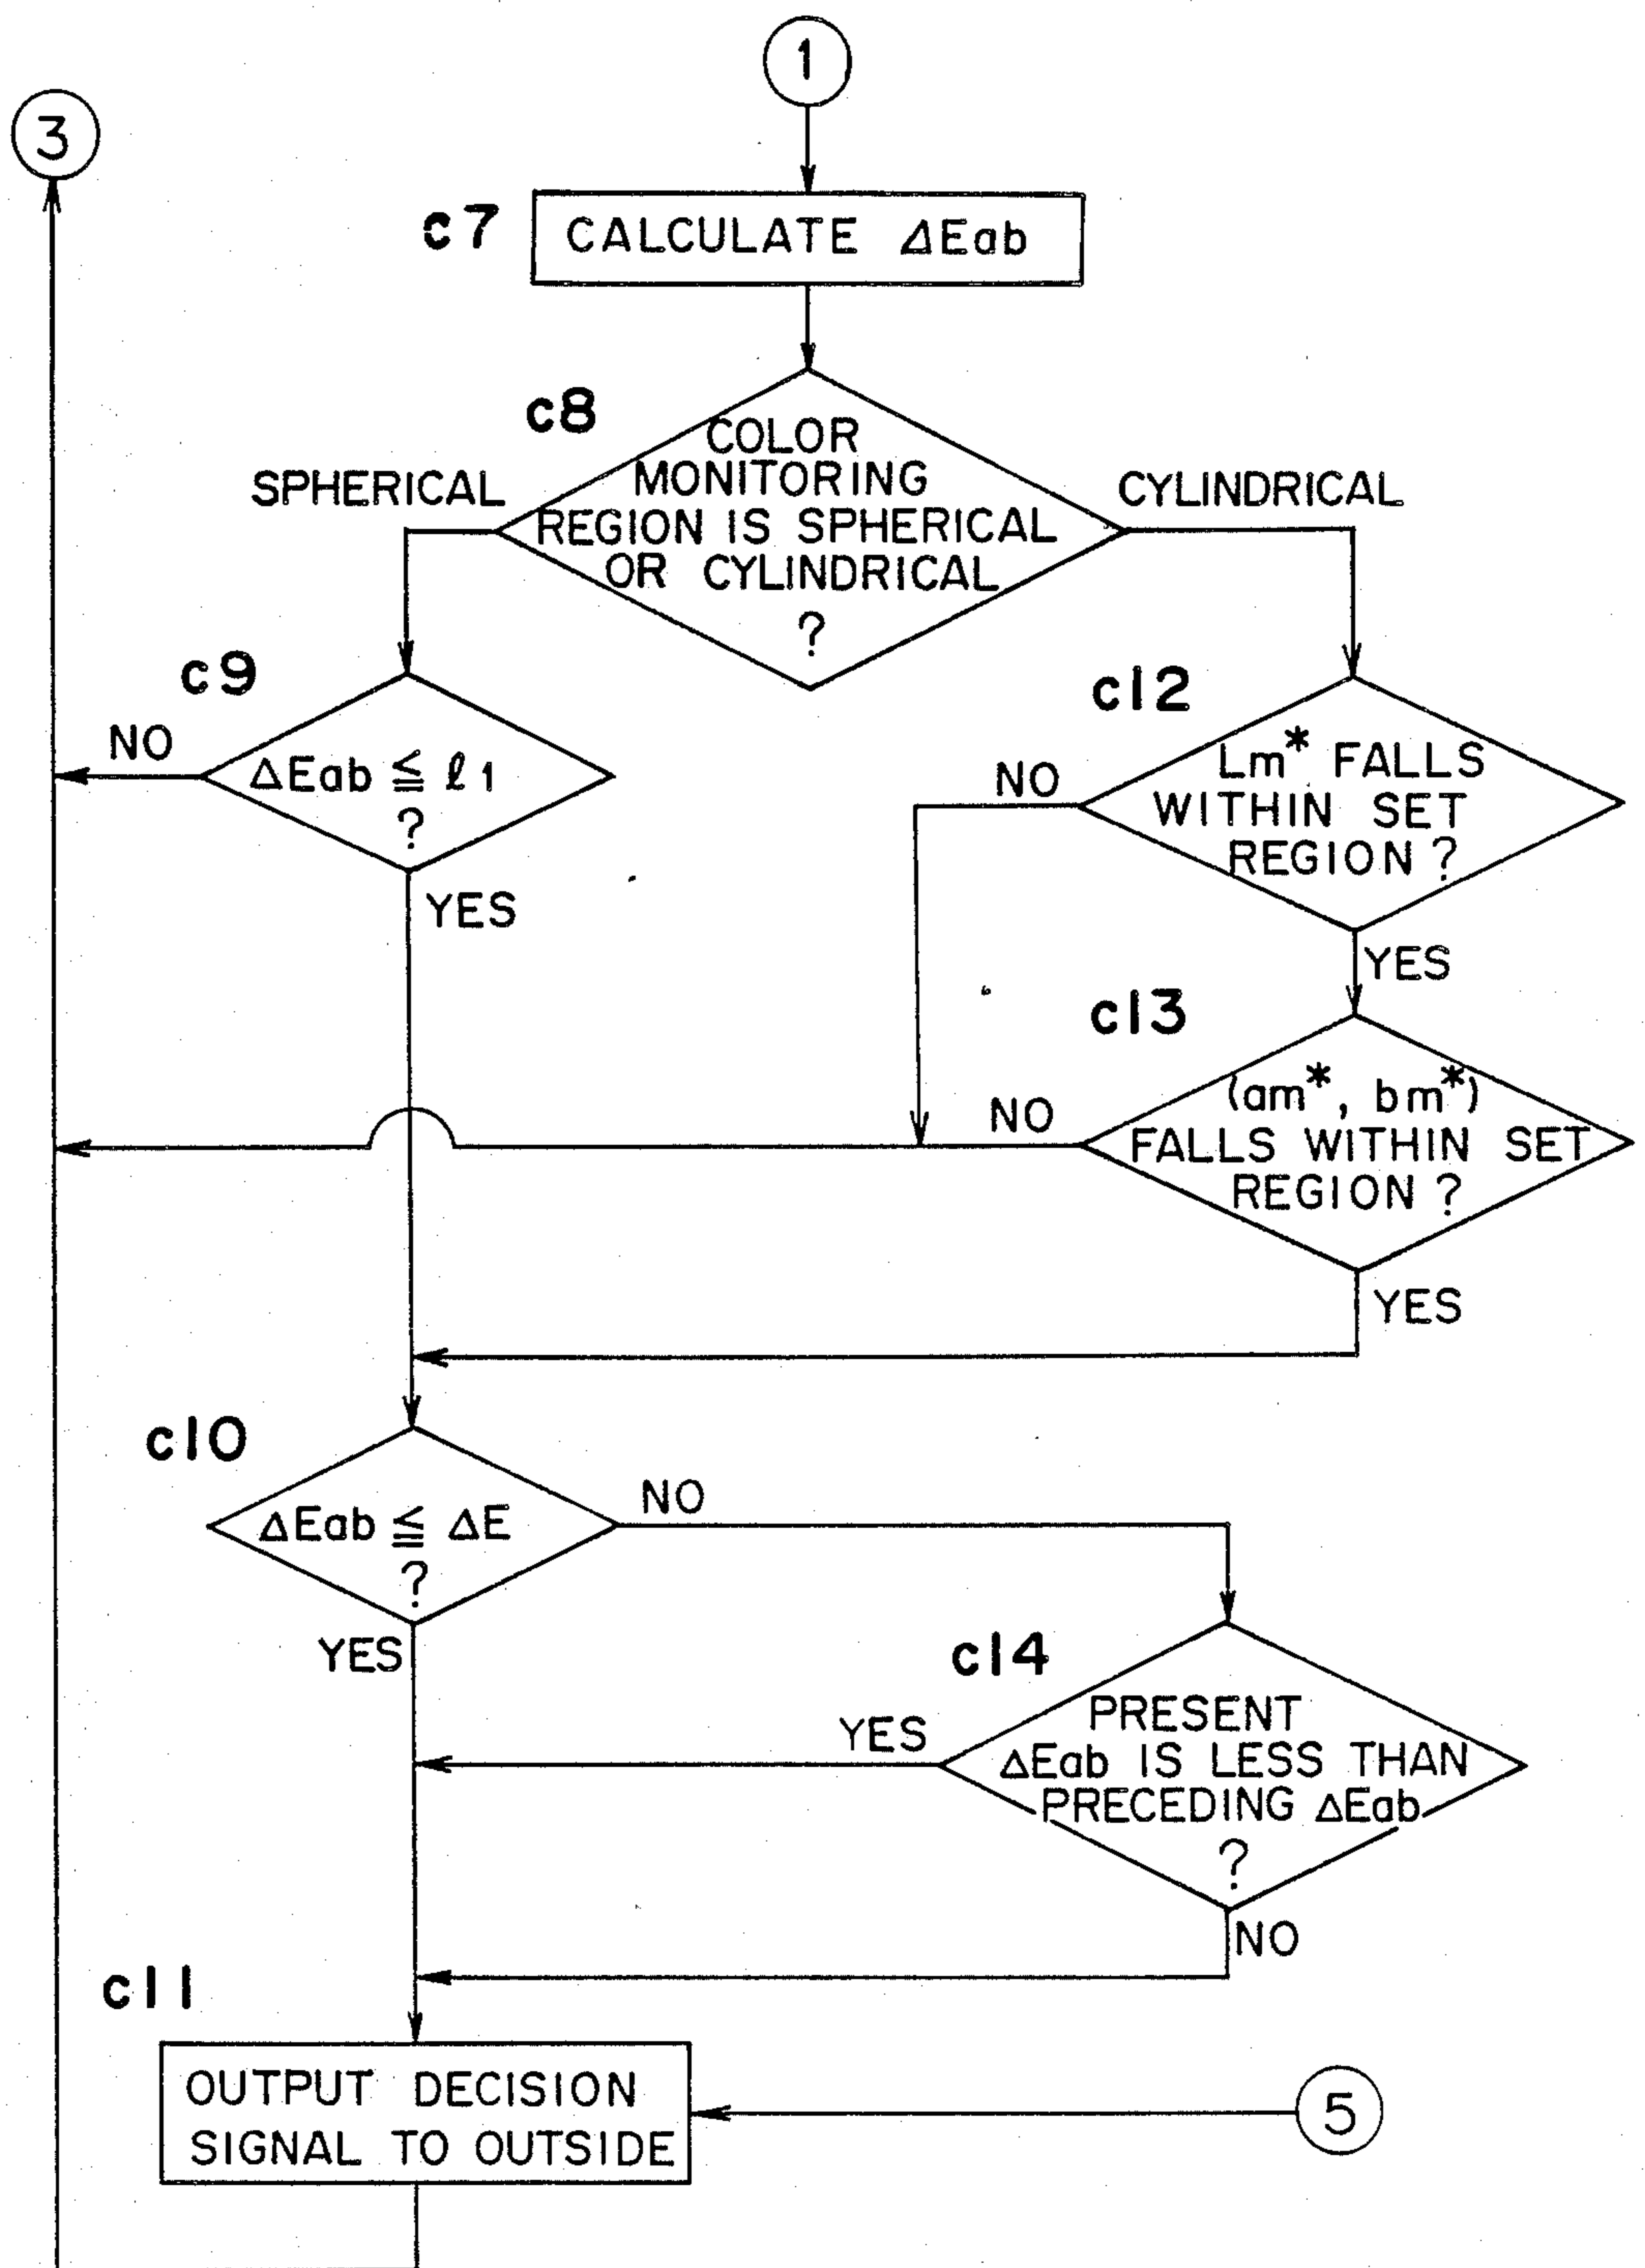 1
3
c7
CALCULATE ΔEab
c8
COLOR
MONITORING
REGION IS SPHERICAL
OR CYLINDRICAL
?
SPHERICAL
CYLINDRICAL
c9
NO
ΔEab ≦ ℓ1
?
YES
c12
Lm* FALLS
WITHIN SET
REGION ?
NO
YES
c13
(am*, bm*)
FALLS WITHIN SET
REGION ?
NO
YES
c10
ΔEab ≦ ΔE
?
NO
YES
c14
PRESENT
ΔEab IS LESS THAN
PRECEDING ΔEab
?
YES
NO
c11
OUTPUT DECISION
SIGNAL TO OUTSIDE
5